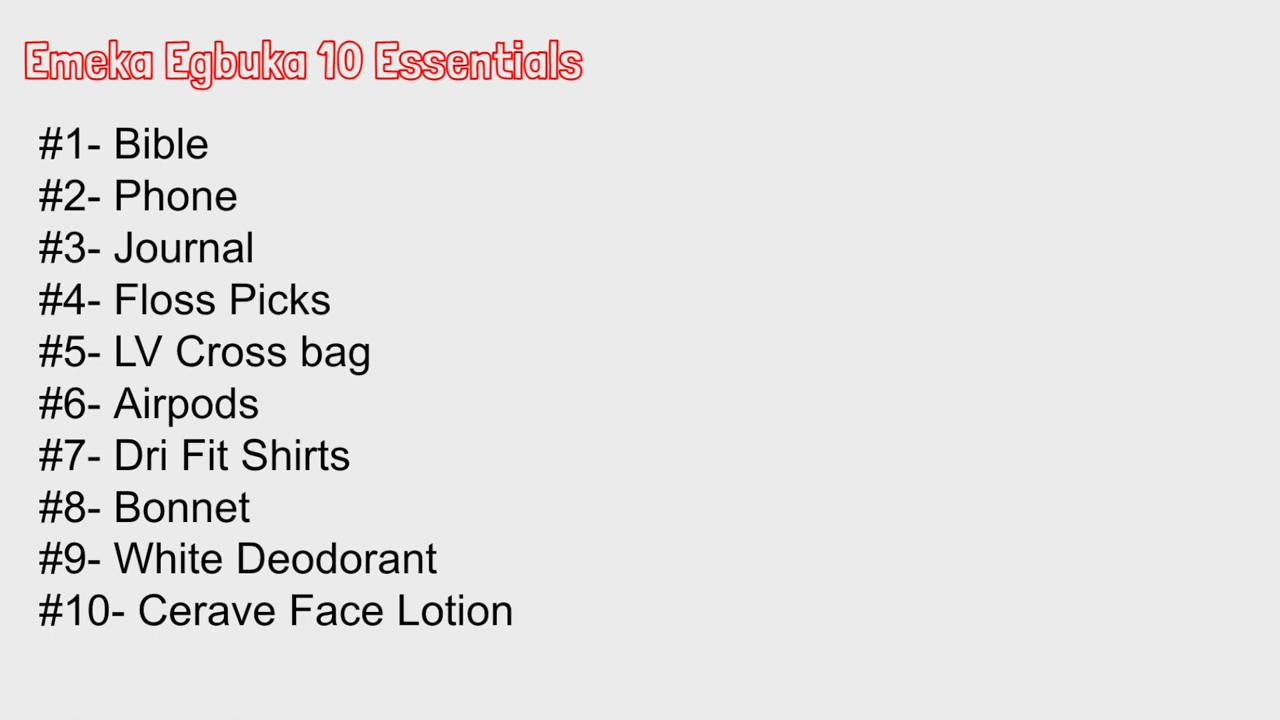 Emeka Egbuka 10 Essentials
#1- Bible
#2- Phone
#3- Journal
#4- Floss Picks
#5- LV Cross bag
#6- Airpods
#7- Dri Fit Shirts
#8- Bonnet
#9- White Deodorant
#10- Cerave Face Lotion